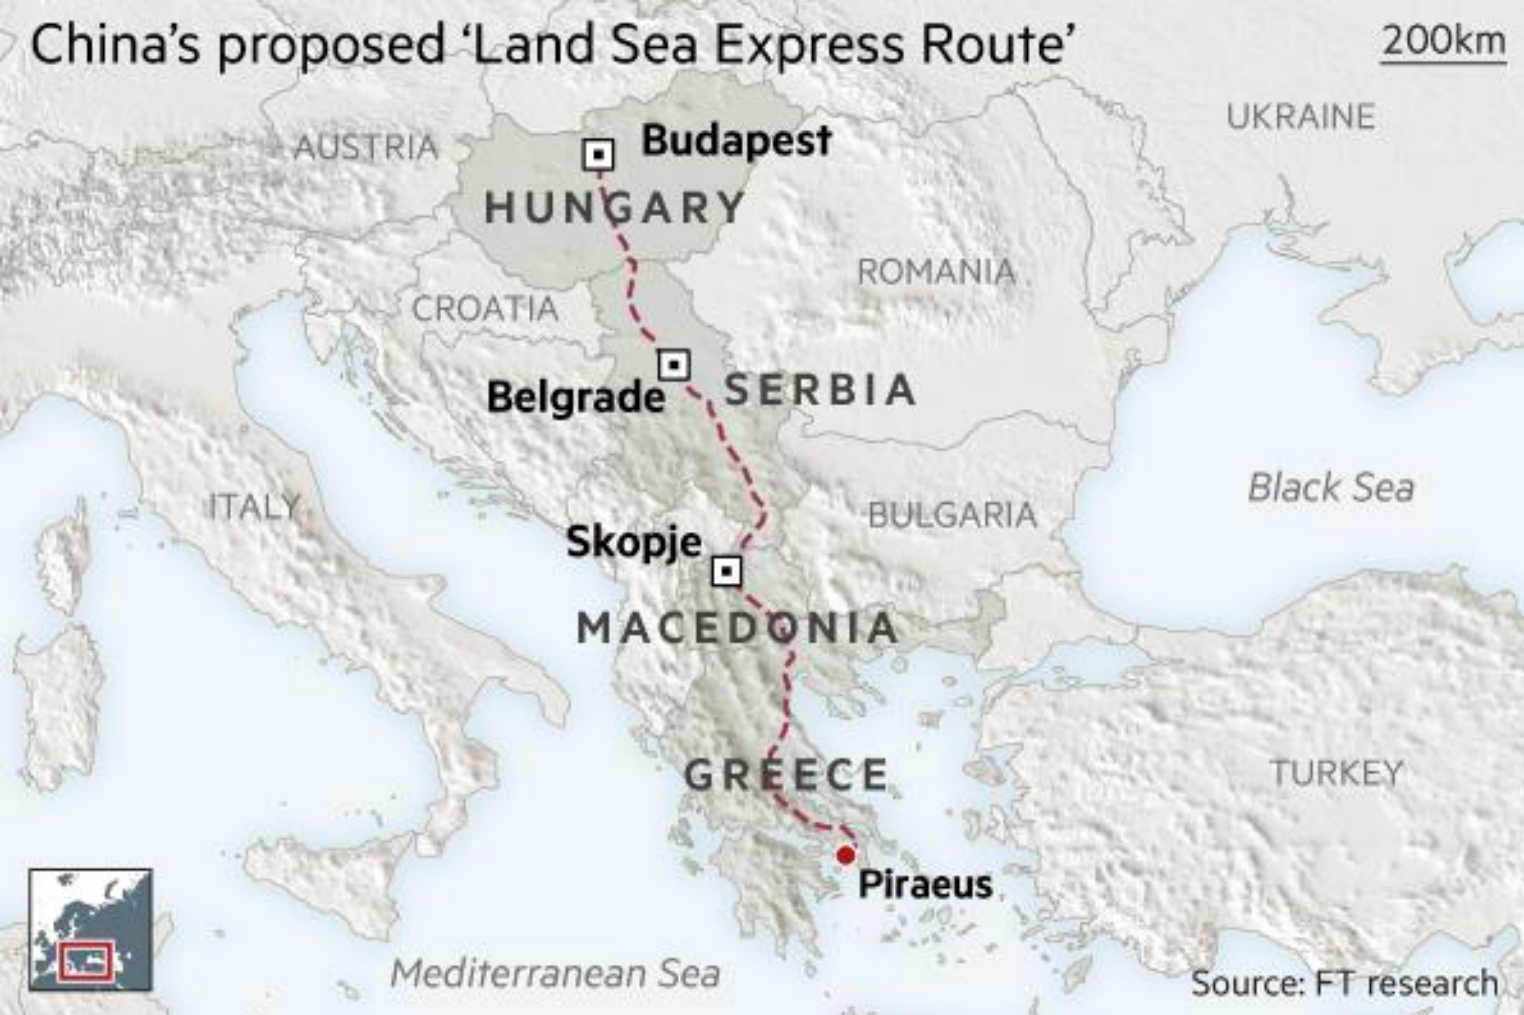 China's proposed ‘Land Sea Express Route’
200km
UKRAINE
AUSTRIA
Budapest
HUNGARY
ROMANIA
CROATIA
Belgrade
SERBIA
Black Sea
ITALY
BULGARIA
Skopje
MACEDONIA
GREECE
TURKEY
Piraeus
Mediterranean Sea
Source: FT research